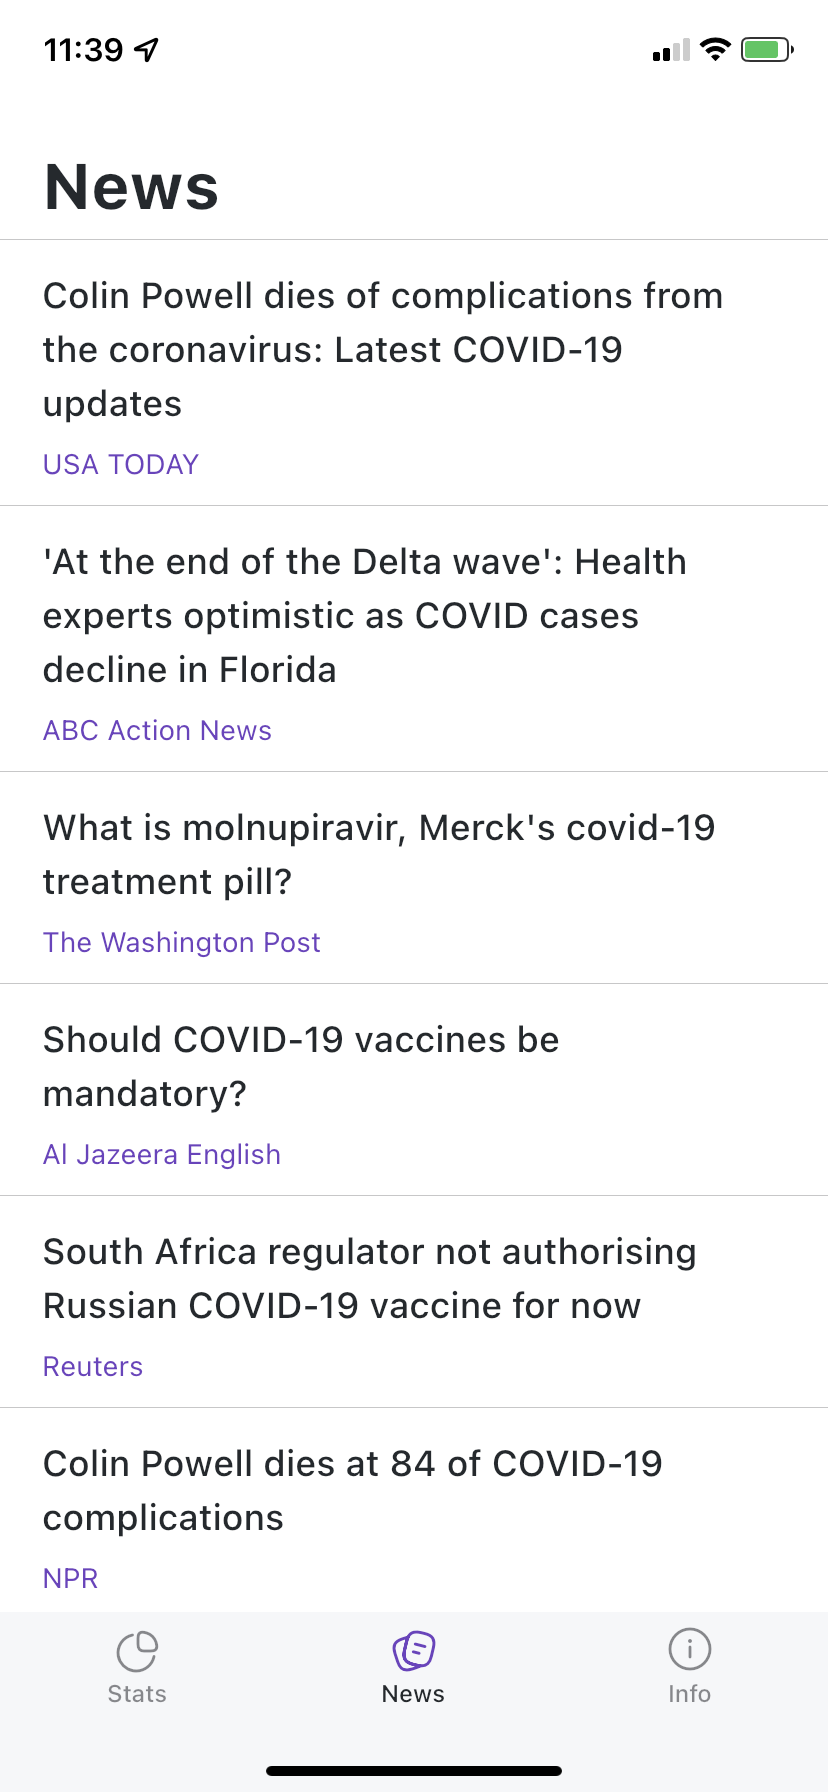 11:39
News
Colin Powell dies of complications from
the coronavirus: Latest COVID-19
updates
USA TODAY
'At the end of the Delta wave': Health
experts optimistic as COVID cases
decline in Florida
ABC Action News
What is molnupiravir, Merck's covid-19
treatment pill?
The Washington Post
Should COVID-19 vaccines be
mandatory?
Al Jazeera English
South Africa regulator not authorising
Russian COVID-19 vaccine for now
Reuters
Colin Powell dies at 84 of COVID-19
complications
NPR
Stats
News
Info